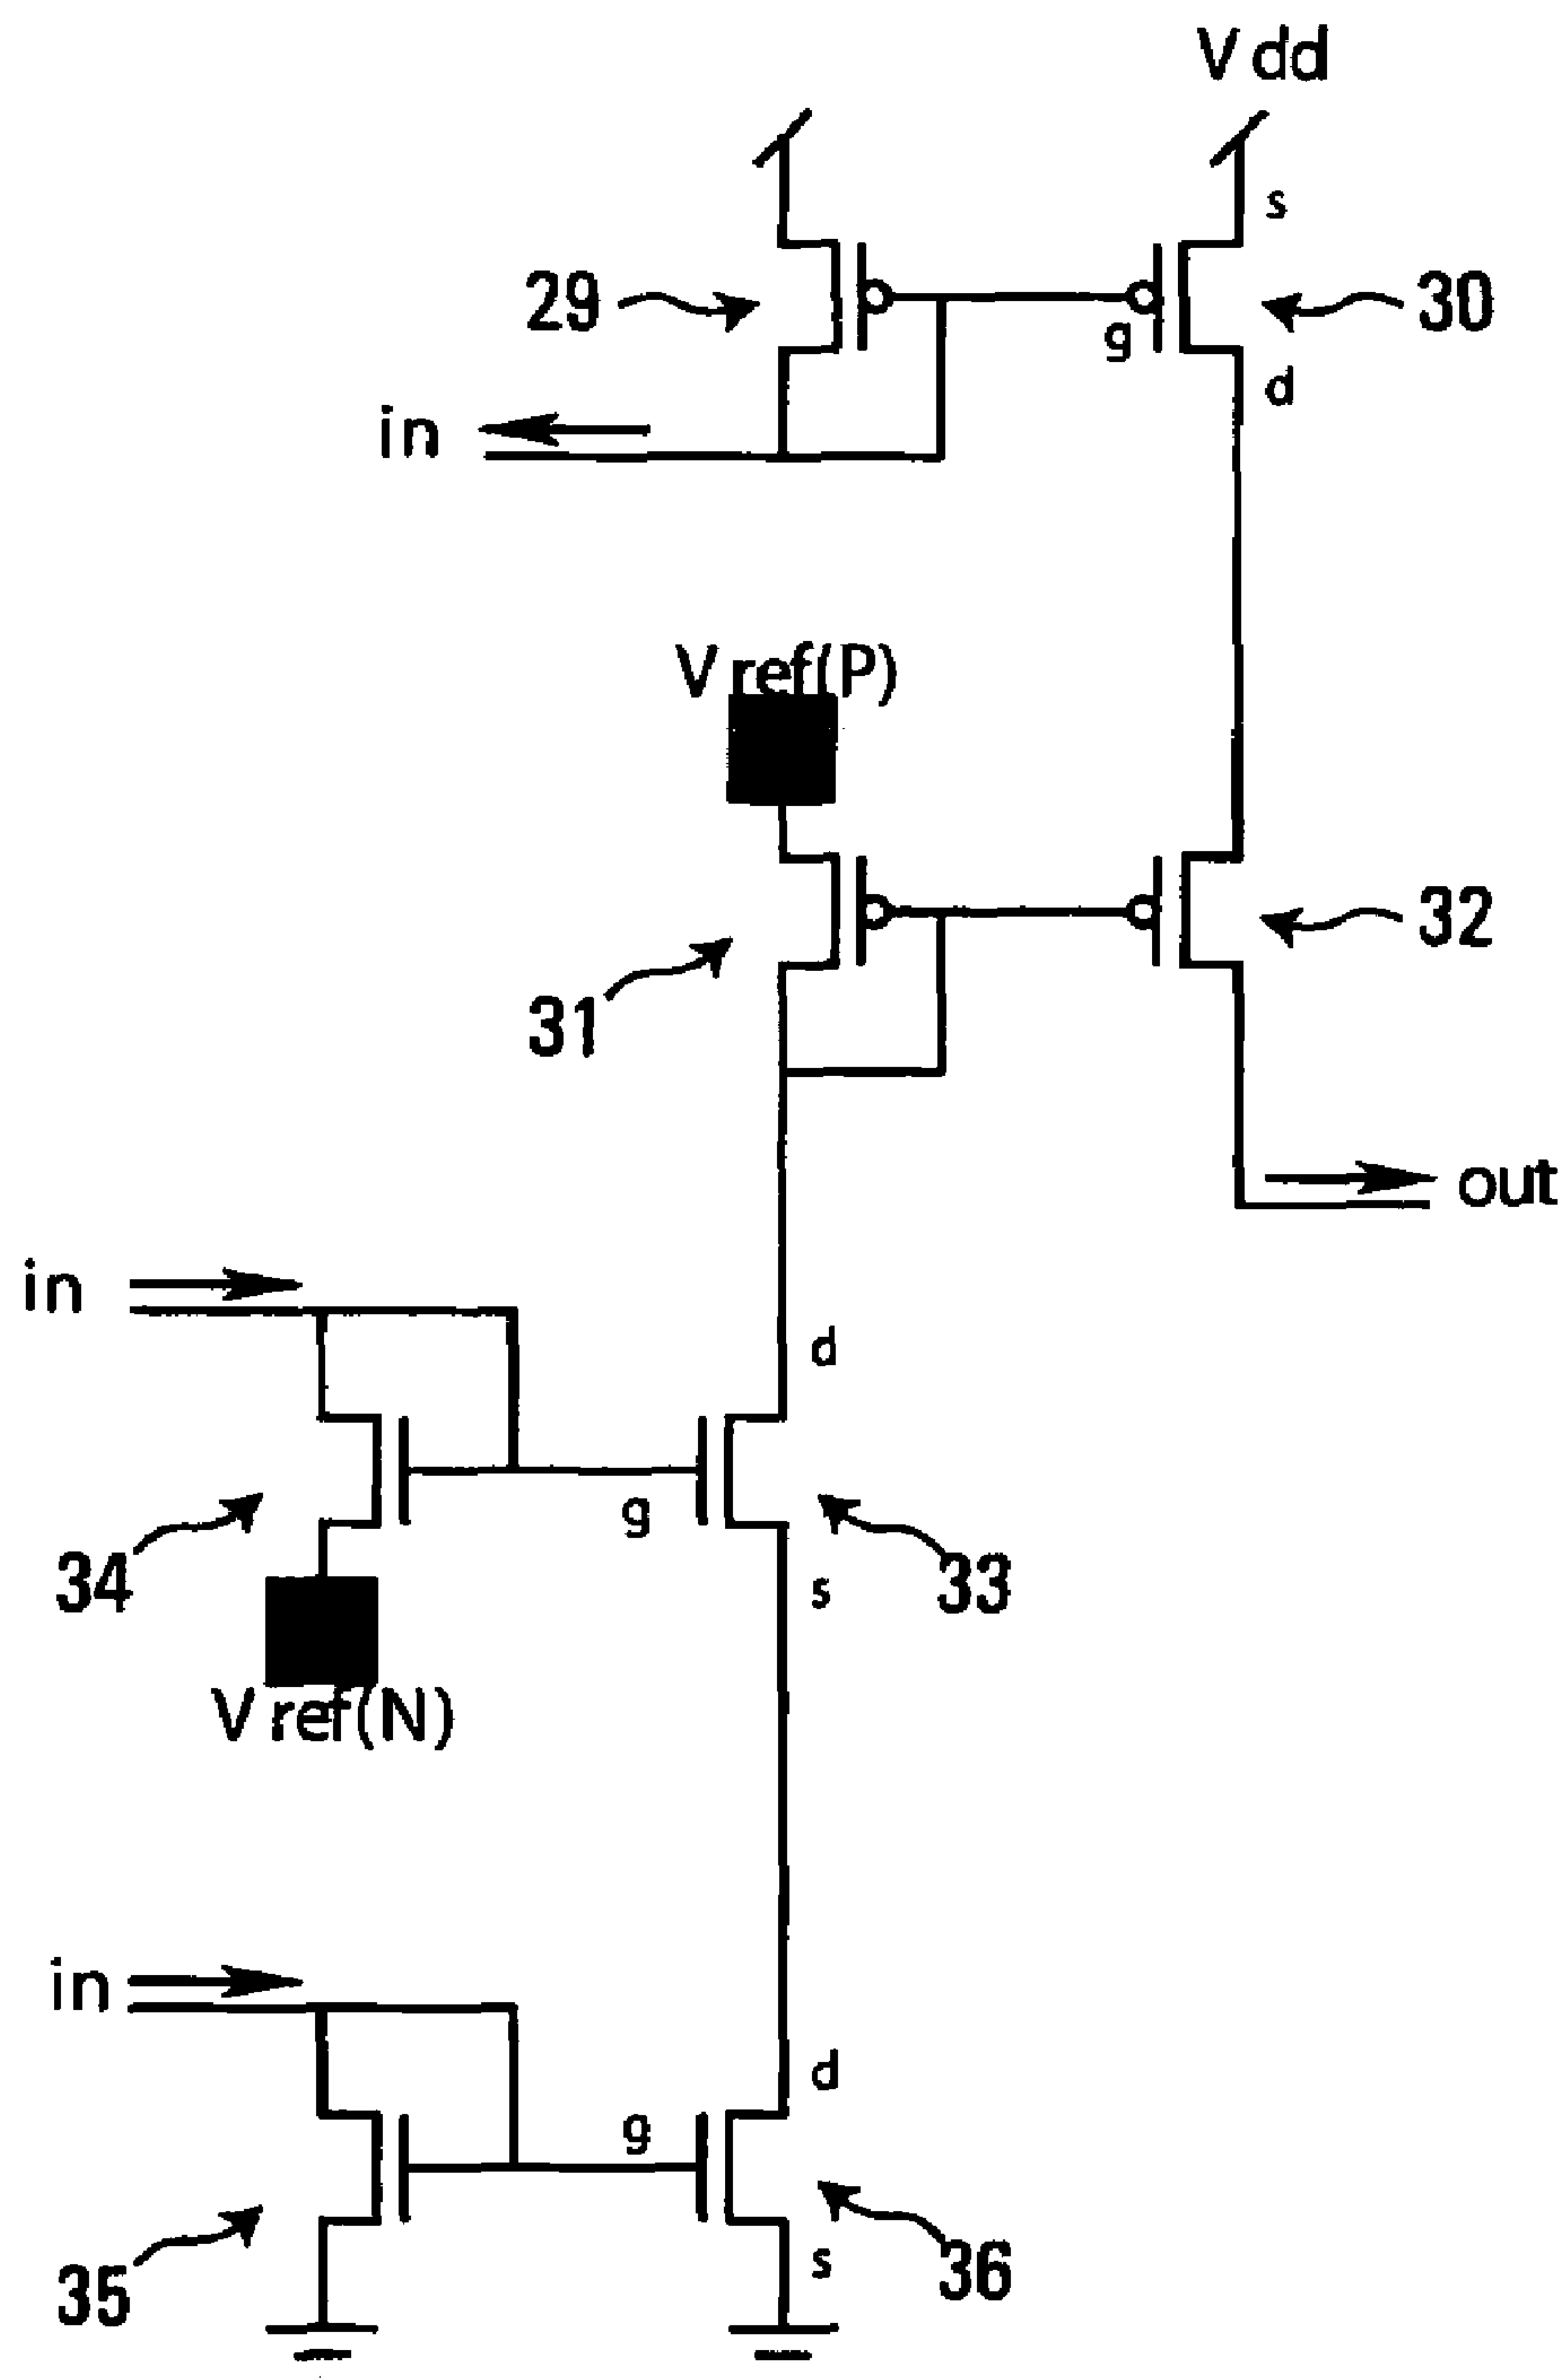 Vdd
s
29
30
g
d
in
Vref(P)
32
31
out
in
d
g
34
s
33
Vref(N)
in
d
g
35
s
36